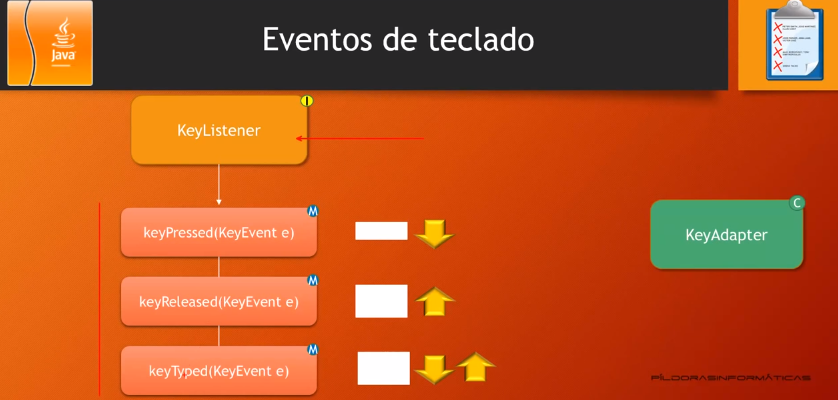 Java
Eventos de teclado
KeyListener
I
keyPressed(KeyEvent e)
M
KeyAdapter
C
keyReleased(KeyEvent e)
M
keyTyped(KeyEvent e)
M
PÍLDORASINFORMÁTICAS